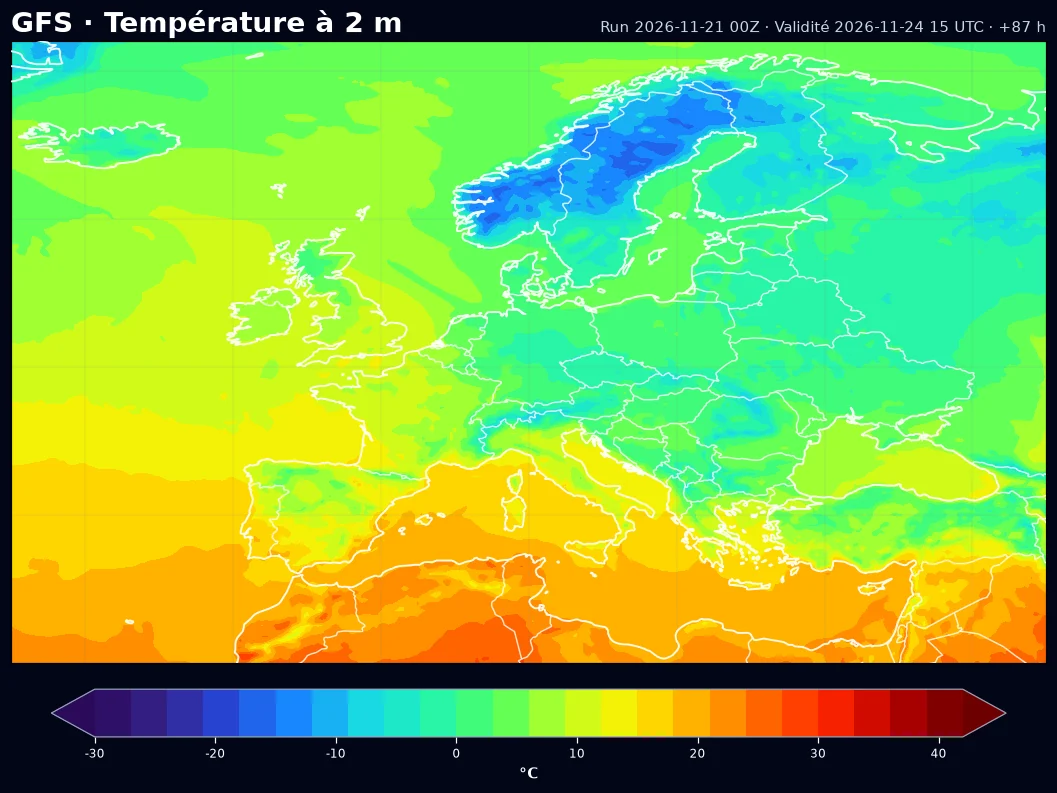 GFS · Température à 2 m
Run 2026-11-21 00Z · Validité 2026-11-24 15 UTC · +87 h
-30 -20 -10 0 10 20 30 40
°C